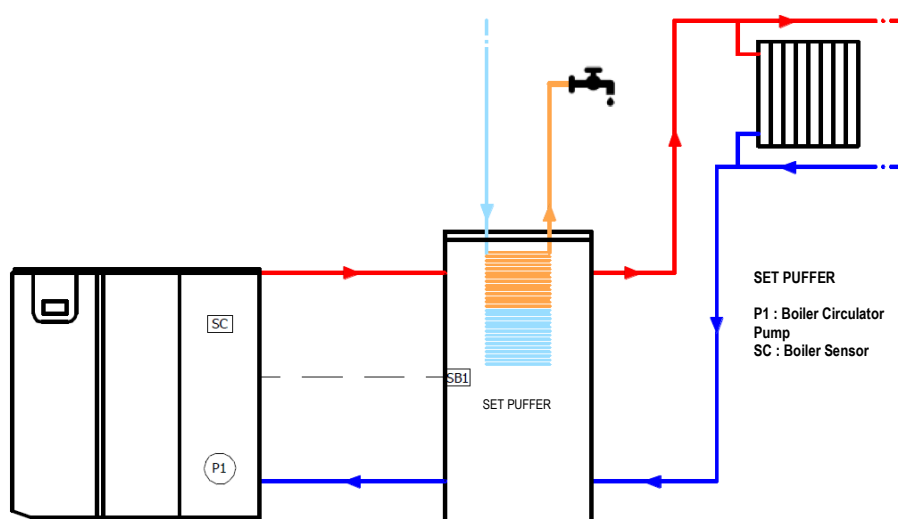 SC
SB1
SET PUFFER
P1
SET PUFFER
P1 : Boiler Circulator
Pump
SC : Boiler Sensor